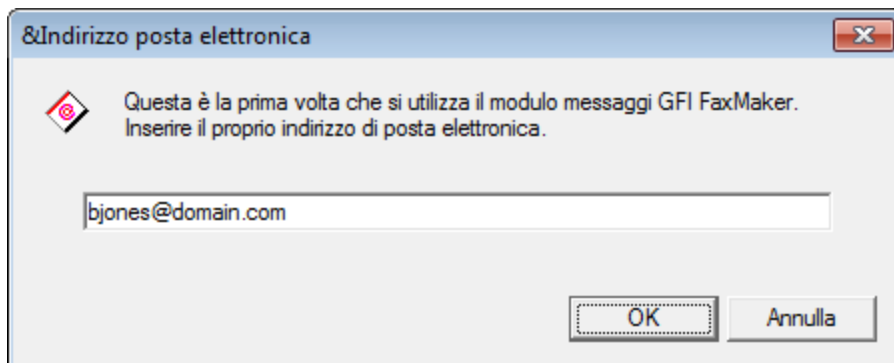 &Indirizzo posta elettronica
Questa è la prima volta che si utilizza il modulo messaggi GFI FaxMaker.
Inserire il proprio indirizzo di posta elettronica.
bjones@domain.com
OK
Annulla